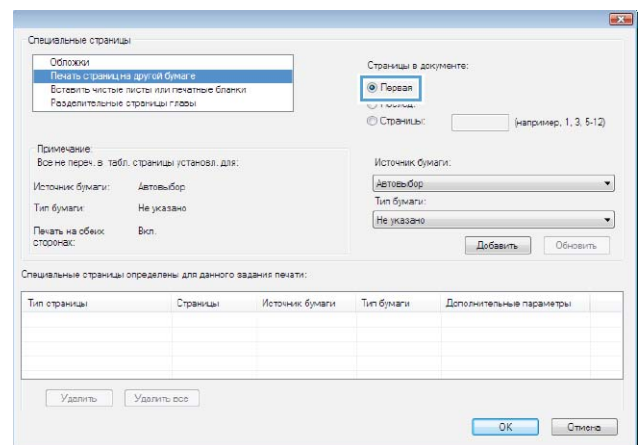 Специальные страницы
Обложки
Печать страниц на другой бумаге
Вставить чистые листы или печатные бланки
Разделительные страницы главы
Страницы в документе:
Первая
Послед.
Страницы:
(например, 1, 3, 5-12)
Примечание:
Все не переч. в табл. страницы установл. для:
Источник бумаги: Автовыбор
Тип бумаги: Не указано
Печать на обеих сторонах: Вкл.
Источник бумаги:
Автовыбор
Тип бумаги:
Не указано
Добавить Обновить
Специальные страницы определены для данного задания печати:
Тип страницы Страницы Источник бумаги Тип бумаги Дополнительные параметры
Удалить Удалить все
OK Отмена